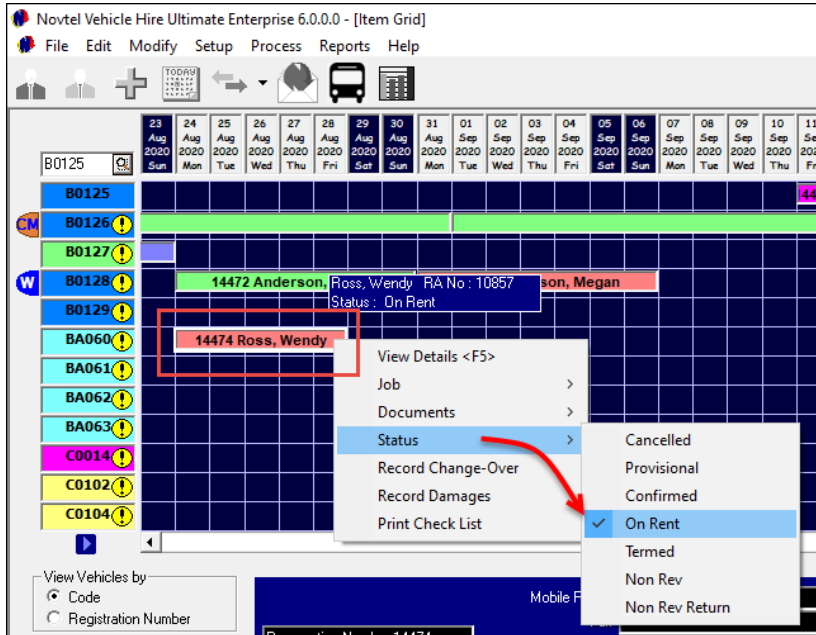 Novtel Vehicle Hire Ultimate Enterprise 6.0.0.0 - [Item Grid]
File Edit Modify Setup Process Reports Help
TODAY
23 24 25 26 27 28 29 30 31 01 02 03 04 05 06 07 08 09 10 11
Aug Aug Aug Aug Aug Aug Aug Aug Aug Sep Sep Sep Sep Sep Sep Sep Sep Sep Sep
2020 2020 2020 2020 2020 2020 2020 2020 2020 2020 2020 2020 2020 2020 2020 2020 2020 2020 2020
B0125 Sun Mon Tue Wed Thu Fri Sat Sun Mon Tue Wed Thu Fri Sat Sun Mon Tue Wed Thu
B0125
CM B0126
B0127
W B0128 14472 Anderson, son, Megan
Ross, Wendy RA No : 10857
Status : On Rent
B0129
BA060 14474 Ross, Wendy
BA061
BA062
BA063
C0014
C0102
C0104
View Details <F5>
Job
Documents
Status
Record Change-Over
Record Damages
Print Check List
Cancelled
Provisional
Confirmed
On Rent
Termed
Non Rev
Non Rev Return
View Vehicles by
Code
Registration Number
Mobile